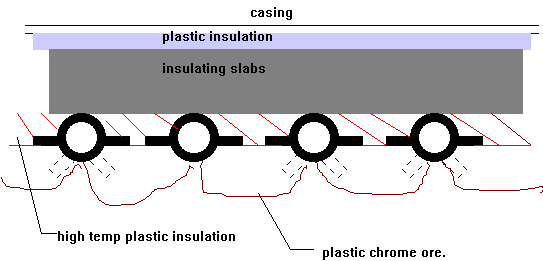 casing
plastic insulation
insulating slabs
high temp plastic insulation
plastic chrome ore.